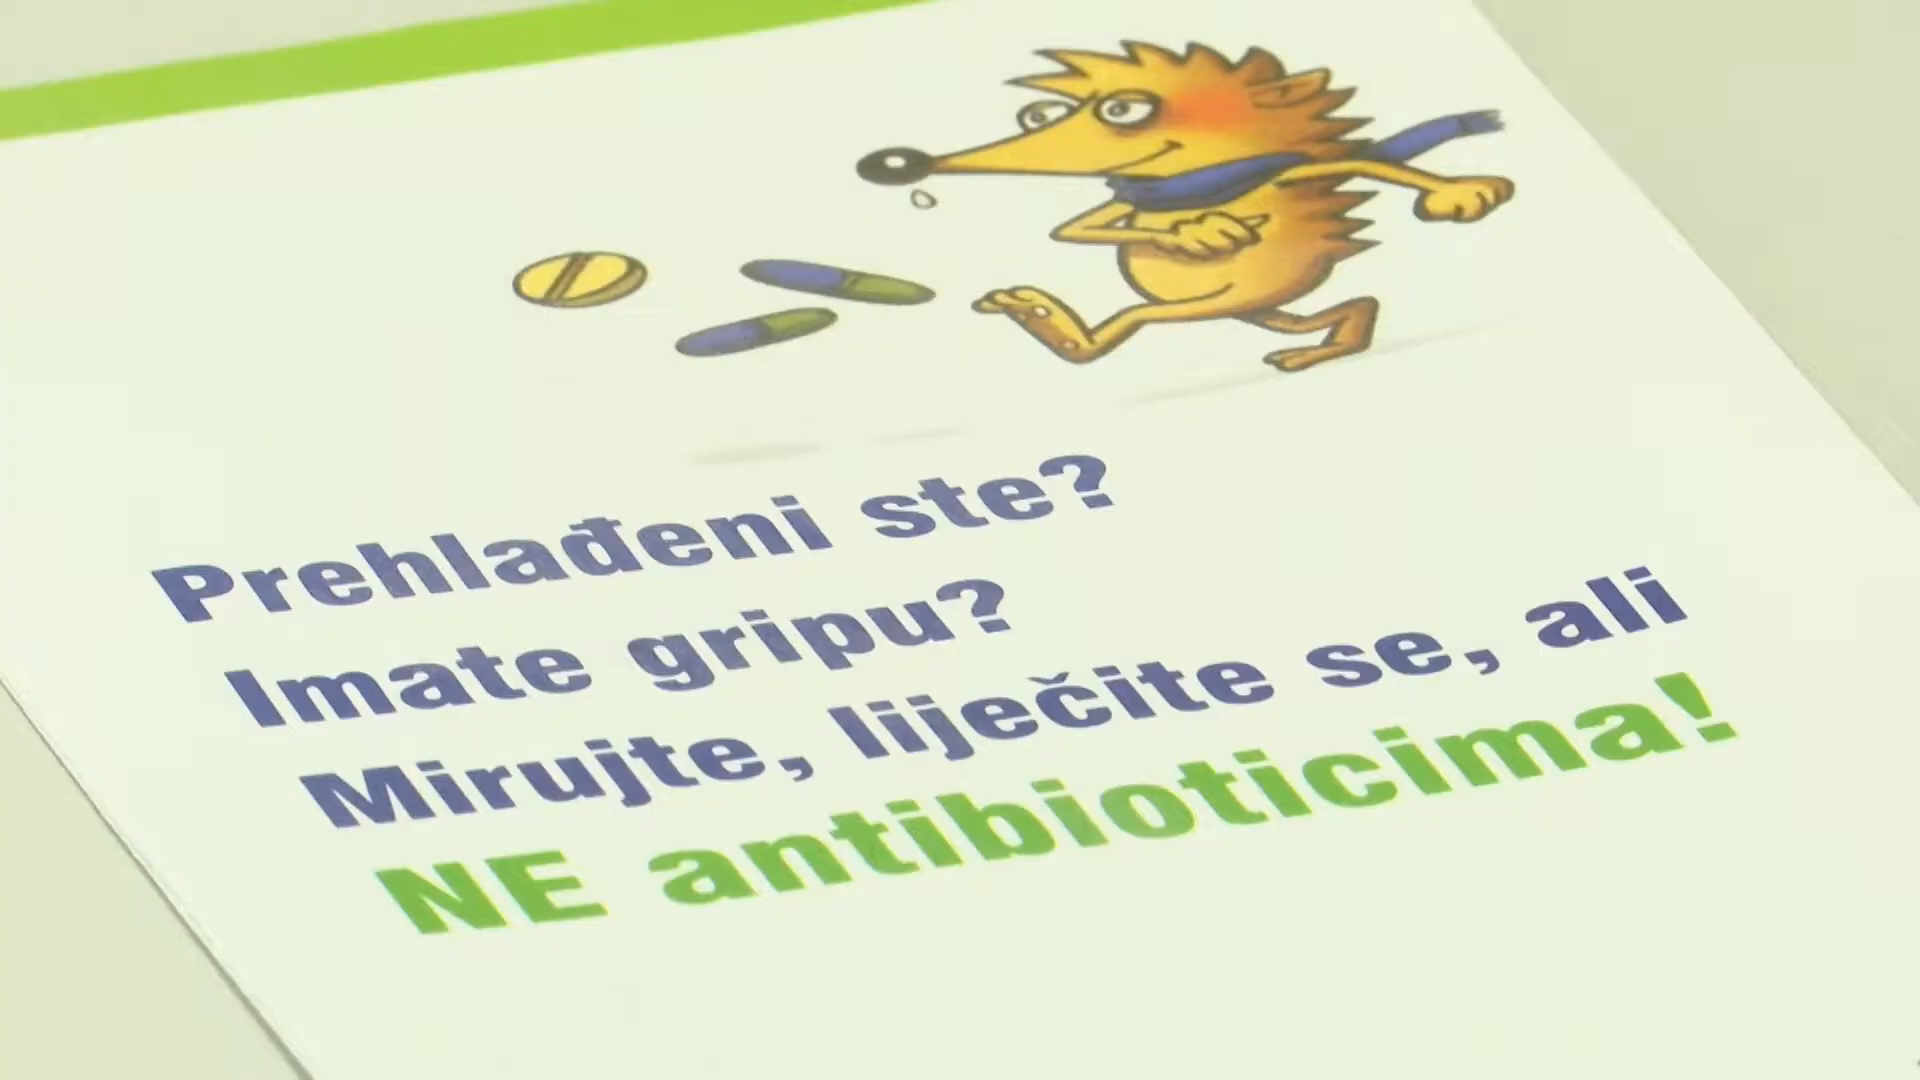 Prehlađeni ste?
Imate gripu?
Mirujte, liječite se, ali
NE antibioticima!